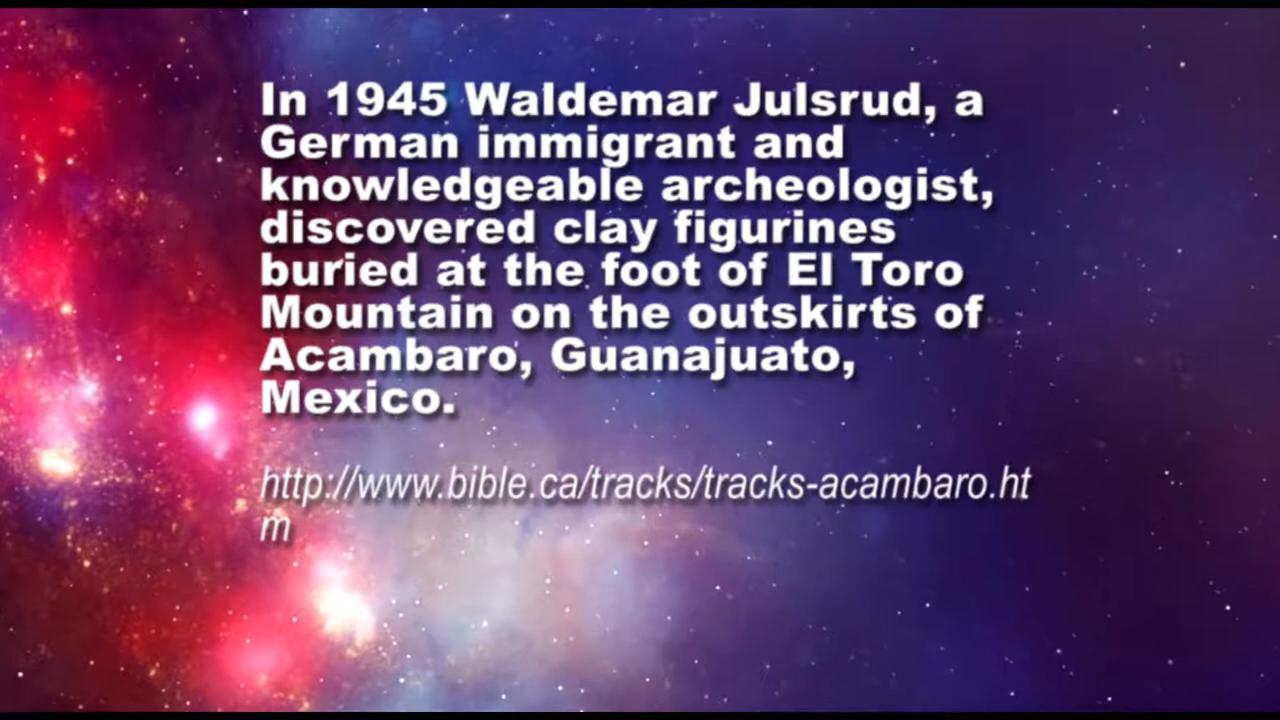 In 1945 Waldemar Julsrud, a
German immigrant and
knowledgeable archeologist,
discovered clay figurines
buried at the foot of El Toro
Mountain on the outskirts of
Acambaro, Guanajuato,
Mexico.
http://www.bible.ca/tracks/tracks-acambaro.ht
m